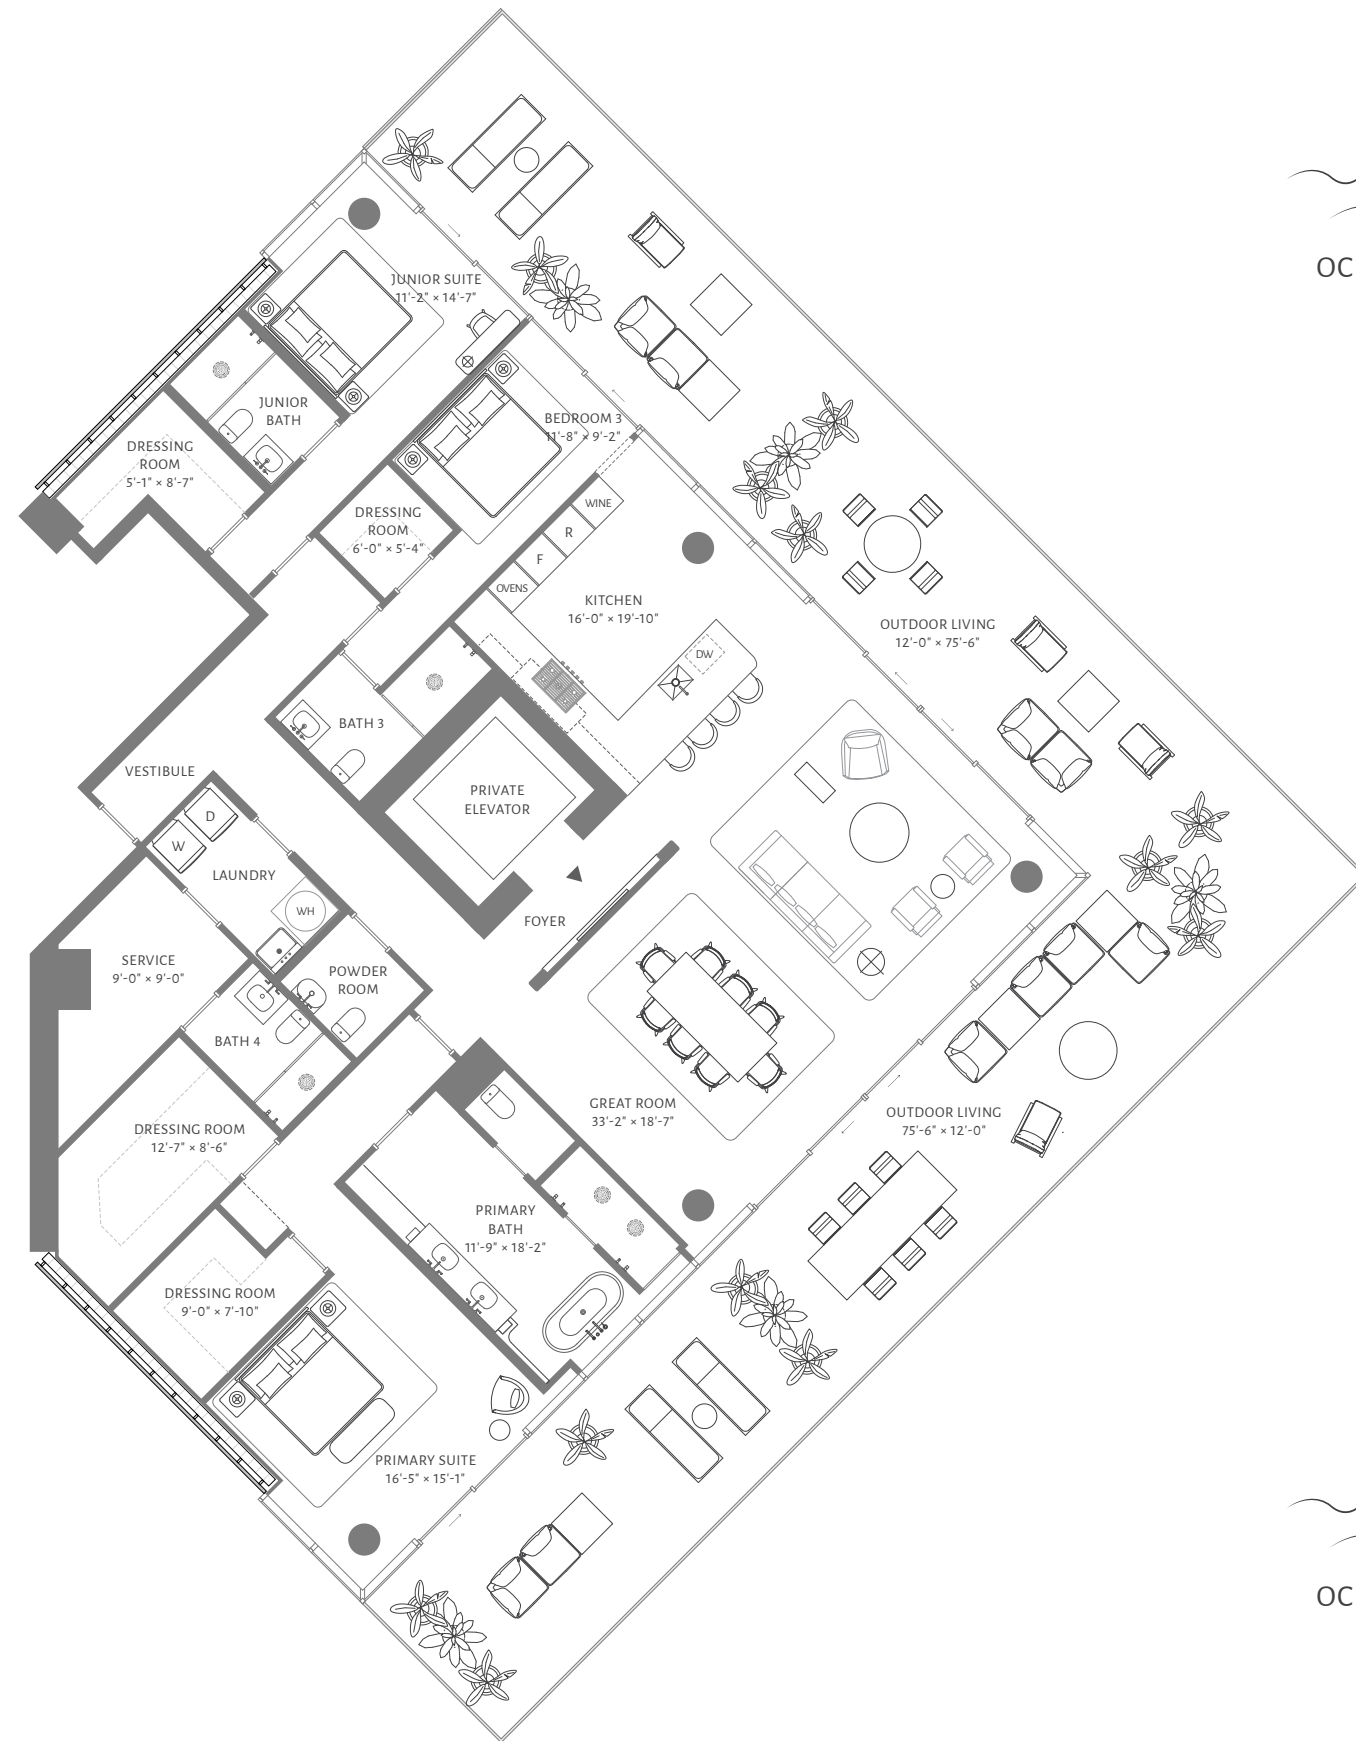 OC
JUNIOR SUITE
11'-2" × 14'-7"
JUNIOR
BATH
BEDROOM 3
11'-8" × 9'-2"
DRESSING
ROOM
5'-1" × 8'-7"
DRESSING
ROOM
6'-0" × 5'-4"
WINE
R
F
OVENS
KITCHEN
16'-0" × 19'-10"
DW
OUTDOOR LIVING
12'-0" × 75'-6"
BATH 3
VESTIBULE
PRIVATE
ELEVATOR
D
W
LAUNDRY
WH
FOYER
SERVICE
9'-0" × 9'-0"
POWDER
ROOM
BATH 4
GREAT ROOM
33'-2" × 18'-7"
OUTDOOR LIVING
75'-6" × 12'-0"
DRESSING ROOM
12'-7" × 8'-6"
PRIMARY
BATH
11'-9" × 18'-2"
DRESSING ROOM
9'-0" × 7'-10"
PRIMARY SUITE
16'-5" × 15'-1"
OC